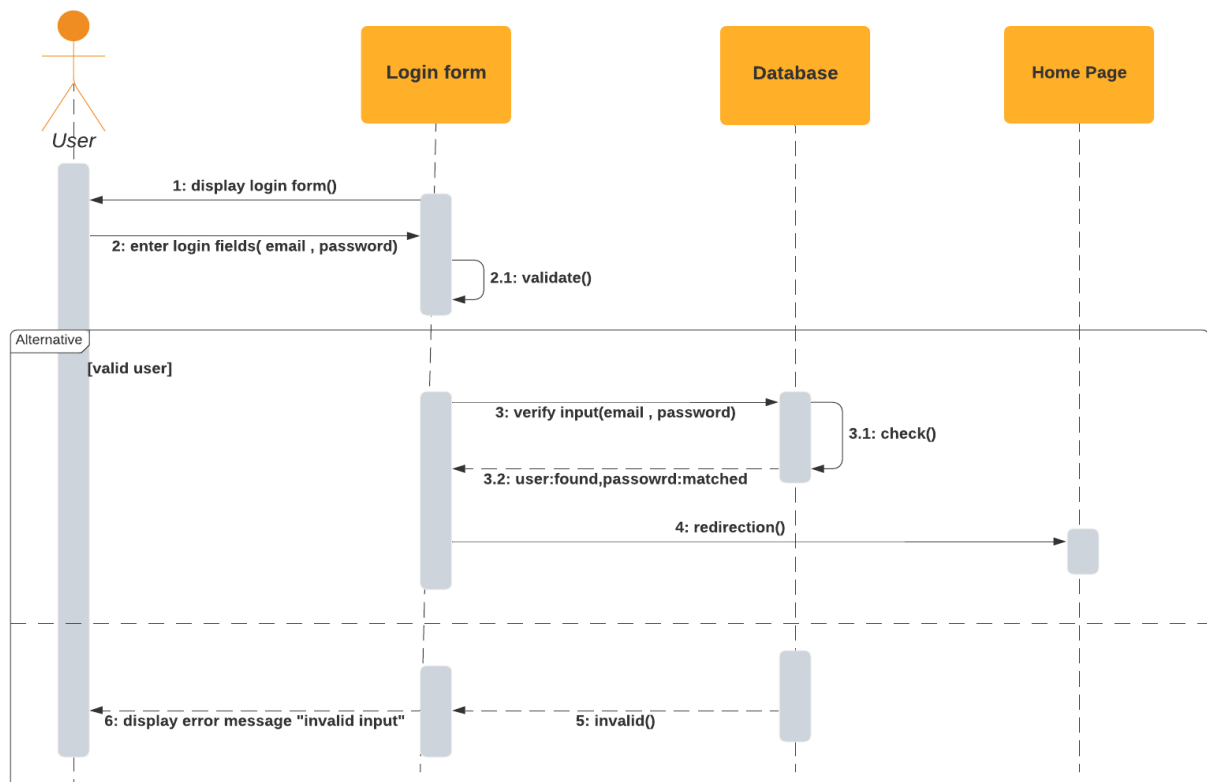 User
Login form
Database
Home Page
1: display login form()
2: enter login fields( email , password)
2.1: validate()
Alternative
[valid user]
3: verify input(email , password)
3.1: check()
3.2: user:found,passowrd:matched
4: redirection()
6: display error message "invalid input"
5: invalid()